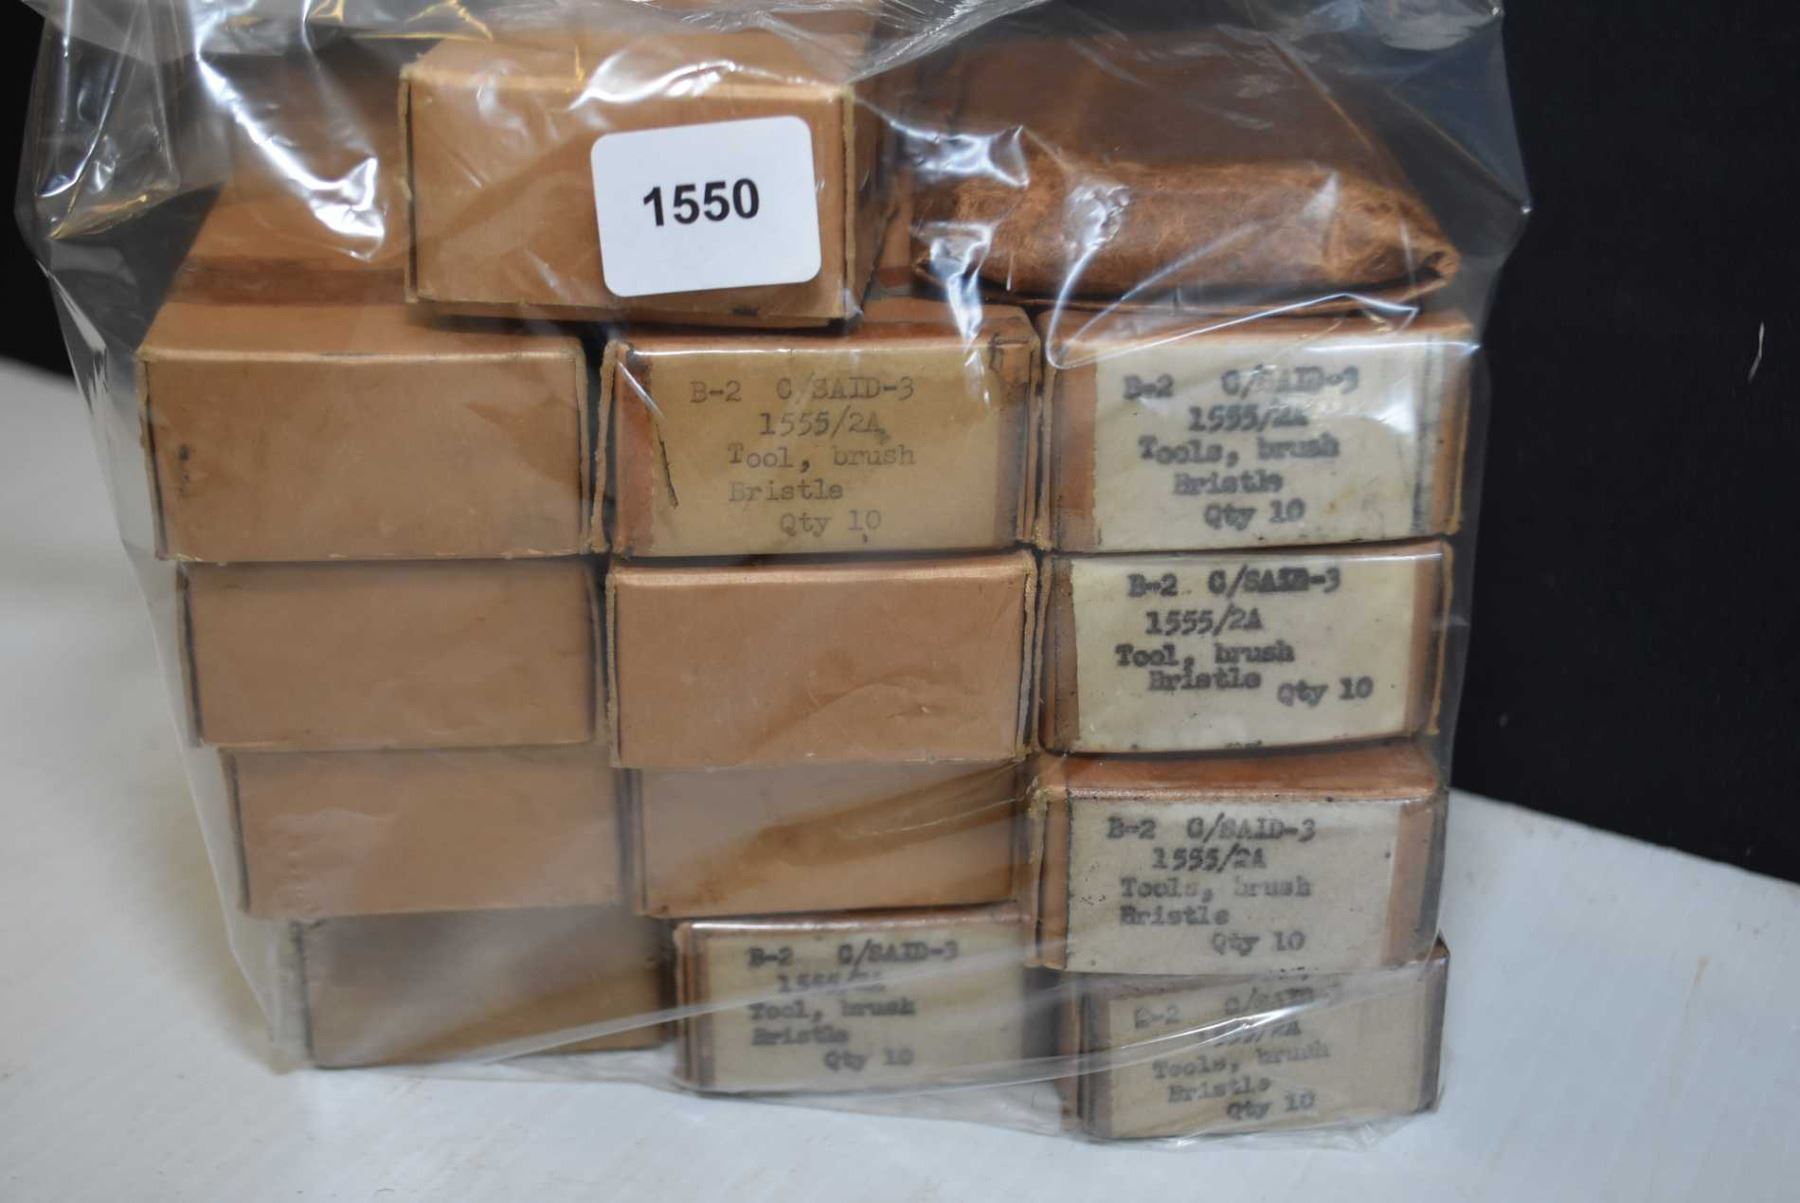 1550
B-2 C/SAID-3
1555/2A
Tool, brush
Bristle
Qty 10
B-2 C/SAID-3
1555/2A
Tools, brush
Bristle
Qty 10
B-2 C/SAID-3
1555/2A
Tool, brush
Bristle Qty 10
B-2 C/SAID-3
1555/2A
Tools, brush
Bristle
Qty 10
B-2 C/SAID-3
Tool, brush
Bristle
Qty 10
B-2
Tools, brush
Bristle
Qty 10